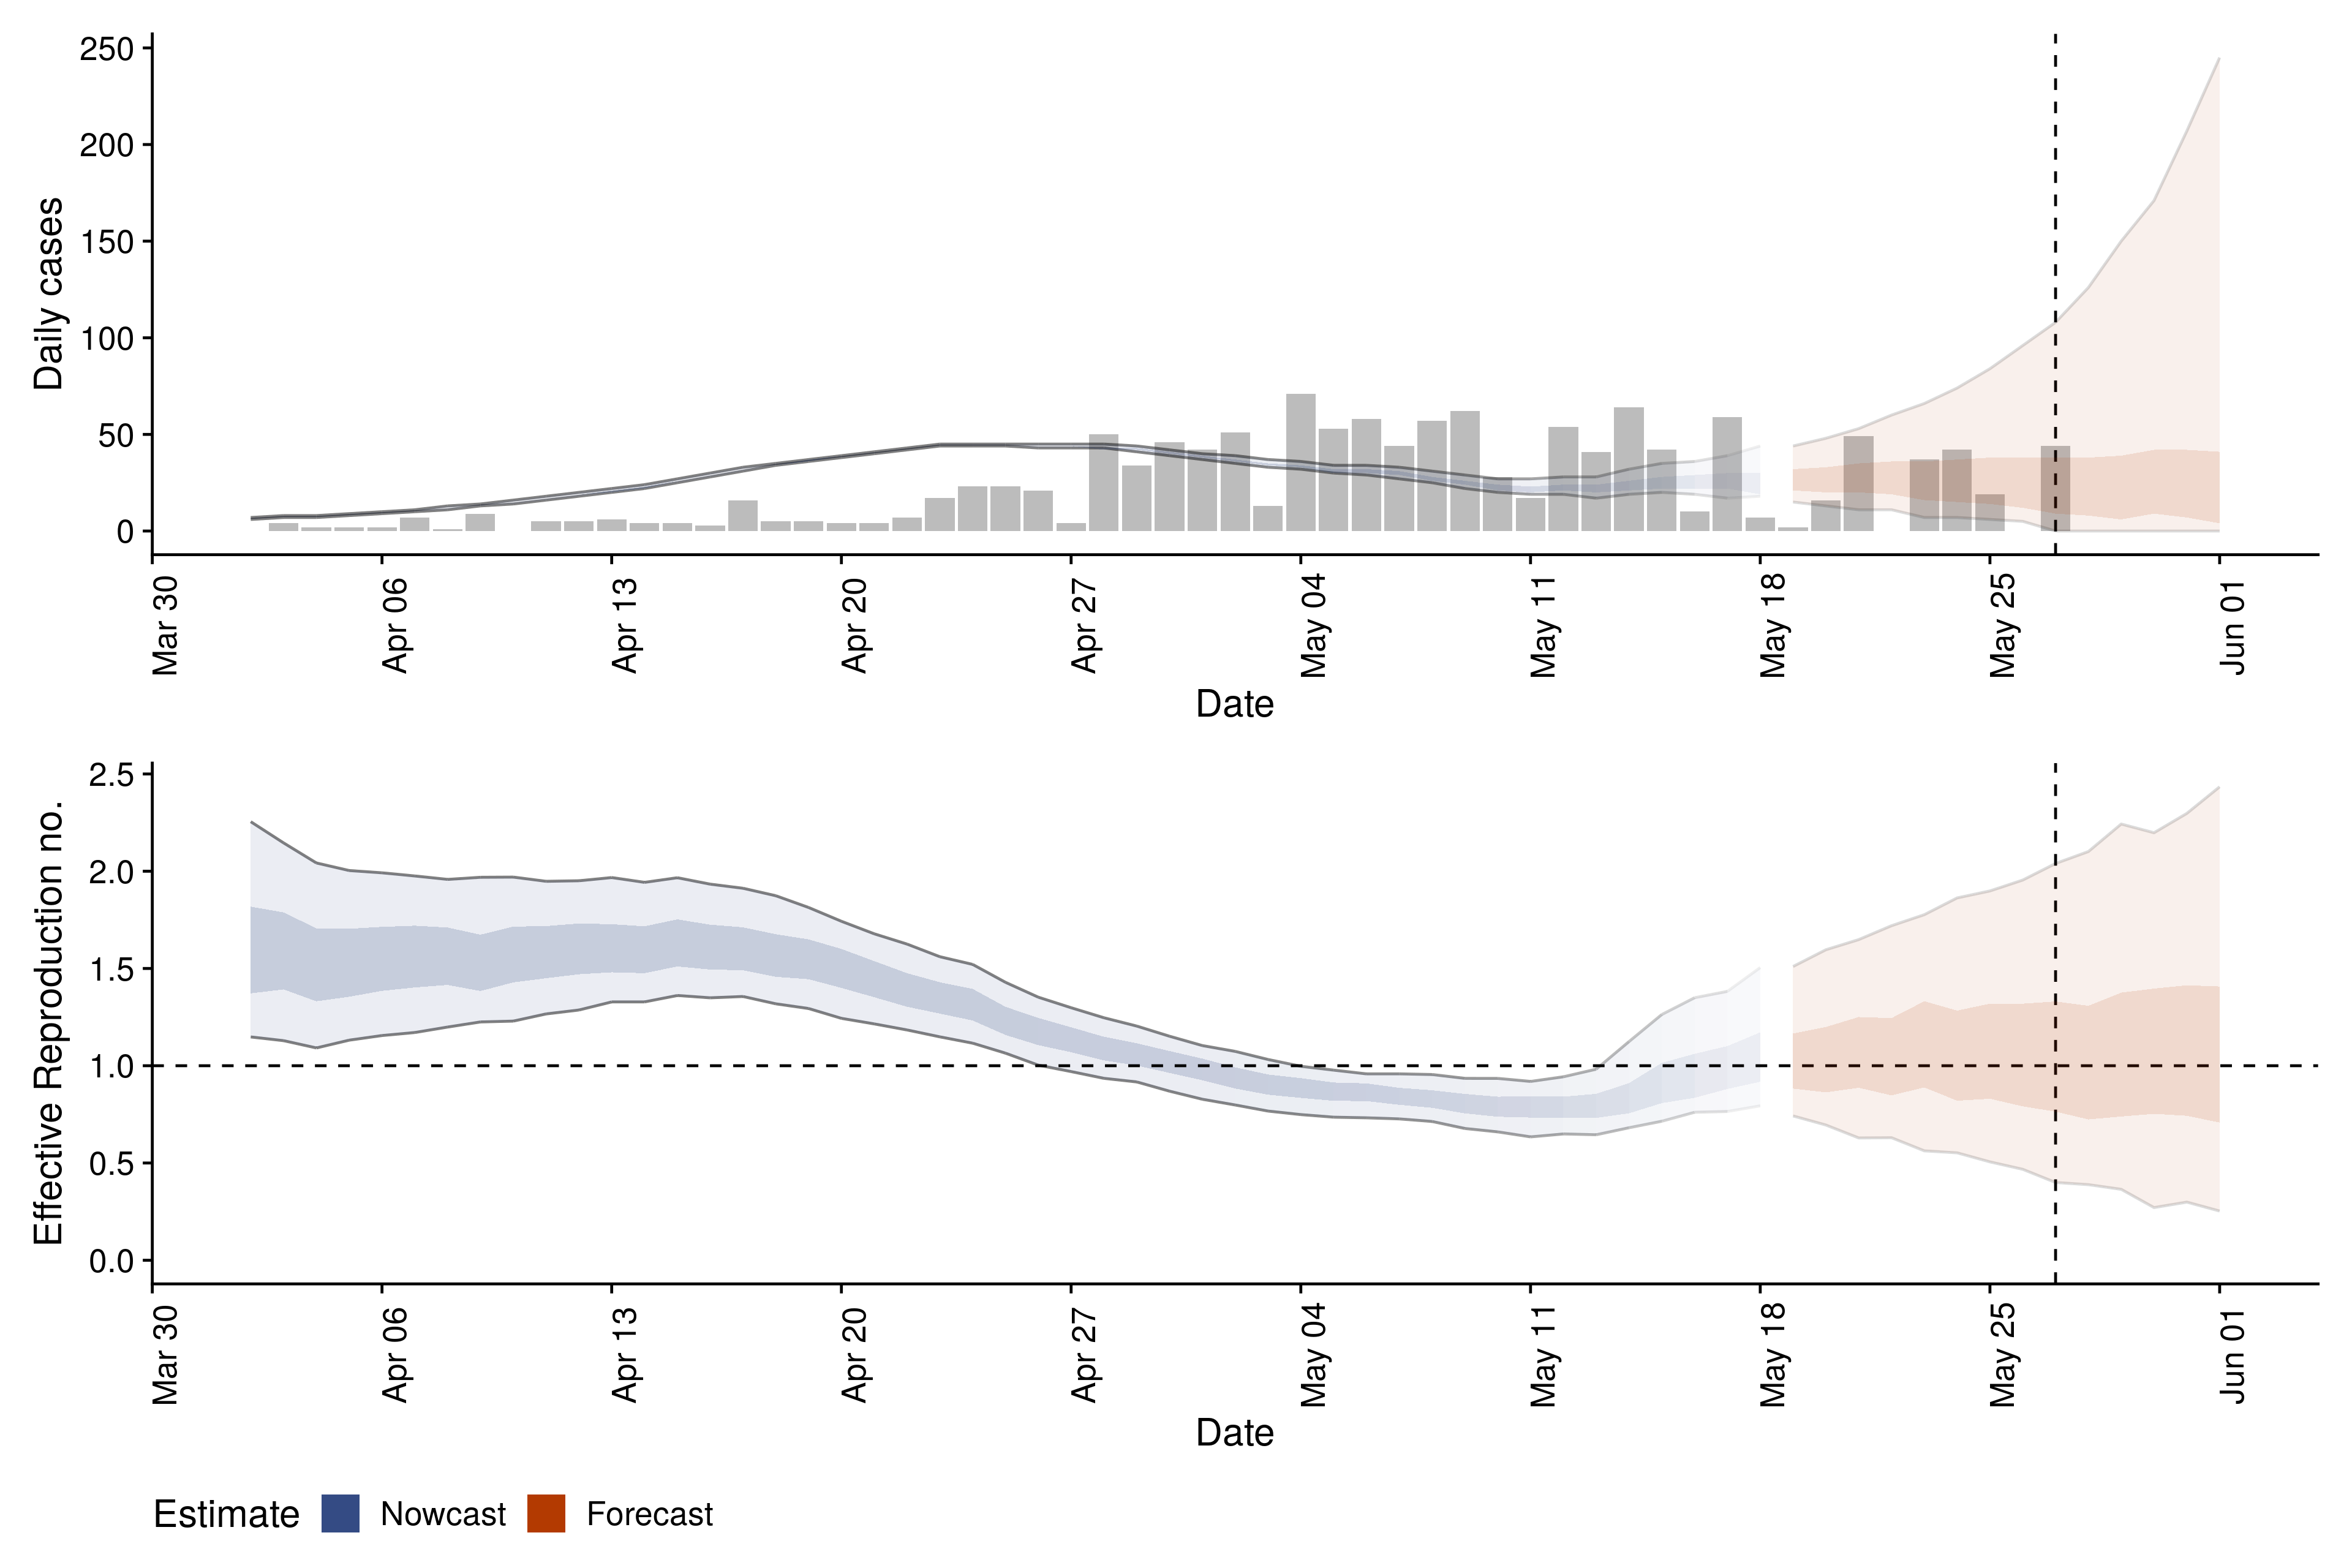 250
200
150
100
50
0
Daily cases
Mar 30
Apr 06
Apr 13
Apr 20
Apr 27
May 04
May 11
May 18
May 25
Jun 01
Date
2.5
2.0
1.5
1.0
0.5
0.0
Effective Reproduction no.
Mar 30
Apr 06
Apr 13
Apr 20
Apr 27
May 04
May 11
May 18
May 25
Jun 01
Date
Estimate Nowcast Forecast